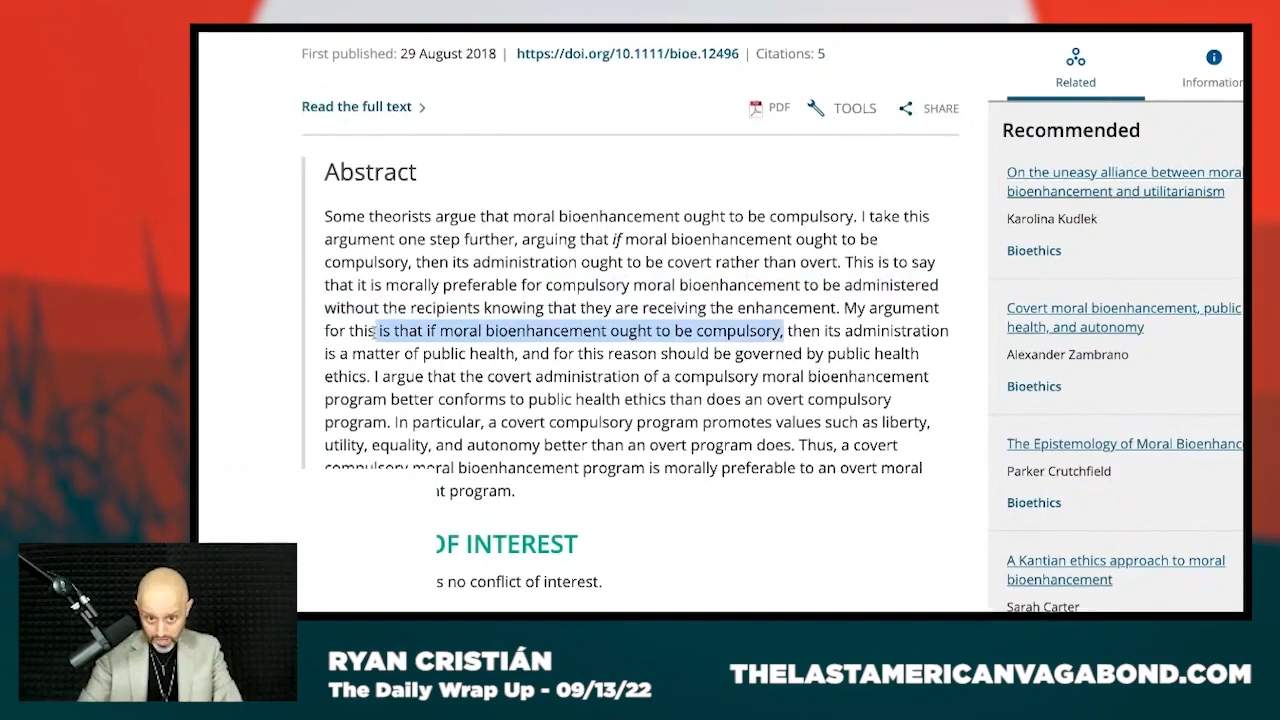 First published: 29 August 2018 | https://doi.org/10.1111/bioe.12496 | Citations: 5
Read the full text
PDF TOOLS SHARE
Abstract
Some theorists argue that moral bioenhancement ought to be compulsory. I take this
argument one step further, arguing that if moral bioenhancement ought to be
compulsory, then its administration ought to be covert rather than overt. This is to say
that it is morally preferable for compulsory moral bioenhancement to be administered
without the recipients knowing that they are receiving the enhancement. My argument
for this is that if moral bioenhancement ought to be compulsory, then its administration
is a matter of public health, and for this reason should be governed by public health
ethics. I argue that the covert administration of a compulsory moral bioenhancement
program better conforms to public health ethics than does an overt compulsory
program. In particular, a covert compulsory program promotes values such as liberty,
utility, equality, and autonomy better than an overt program does. Thus, a covert
compulsory moral bioenhancement program is morally preferable to an overt moral
t program.
OF INTEREST
s no conflict of interest.
Related
Information
Recommended
On the uneasy alliance between mora
bioenhancement and utilitarianism
Karolina Kudlek
Bioethics
Covert moral bioenhancement, public
health, and autonomy
Alexander Zambrano
Bioethics
The Epistemology of Moral Bioenhanc
Parker Crutchfield
Bioethics
A Kantian ethics approach to moral
bioenhancement
Sarah Carter
RYAN CRISTIÁN
The Daily Wrap Up - 09/13/22
THELASTAMERICANVAGABOND.COM